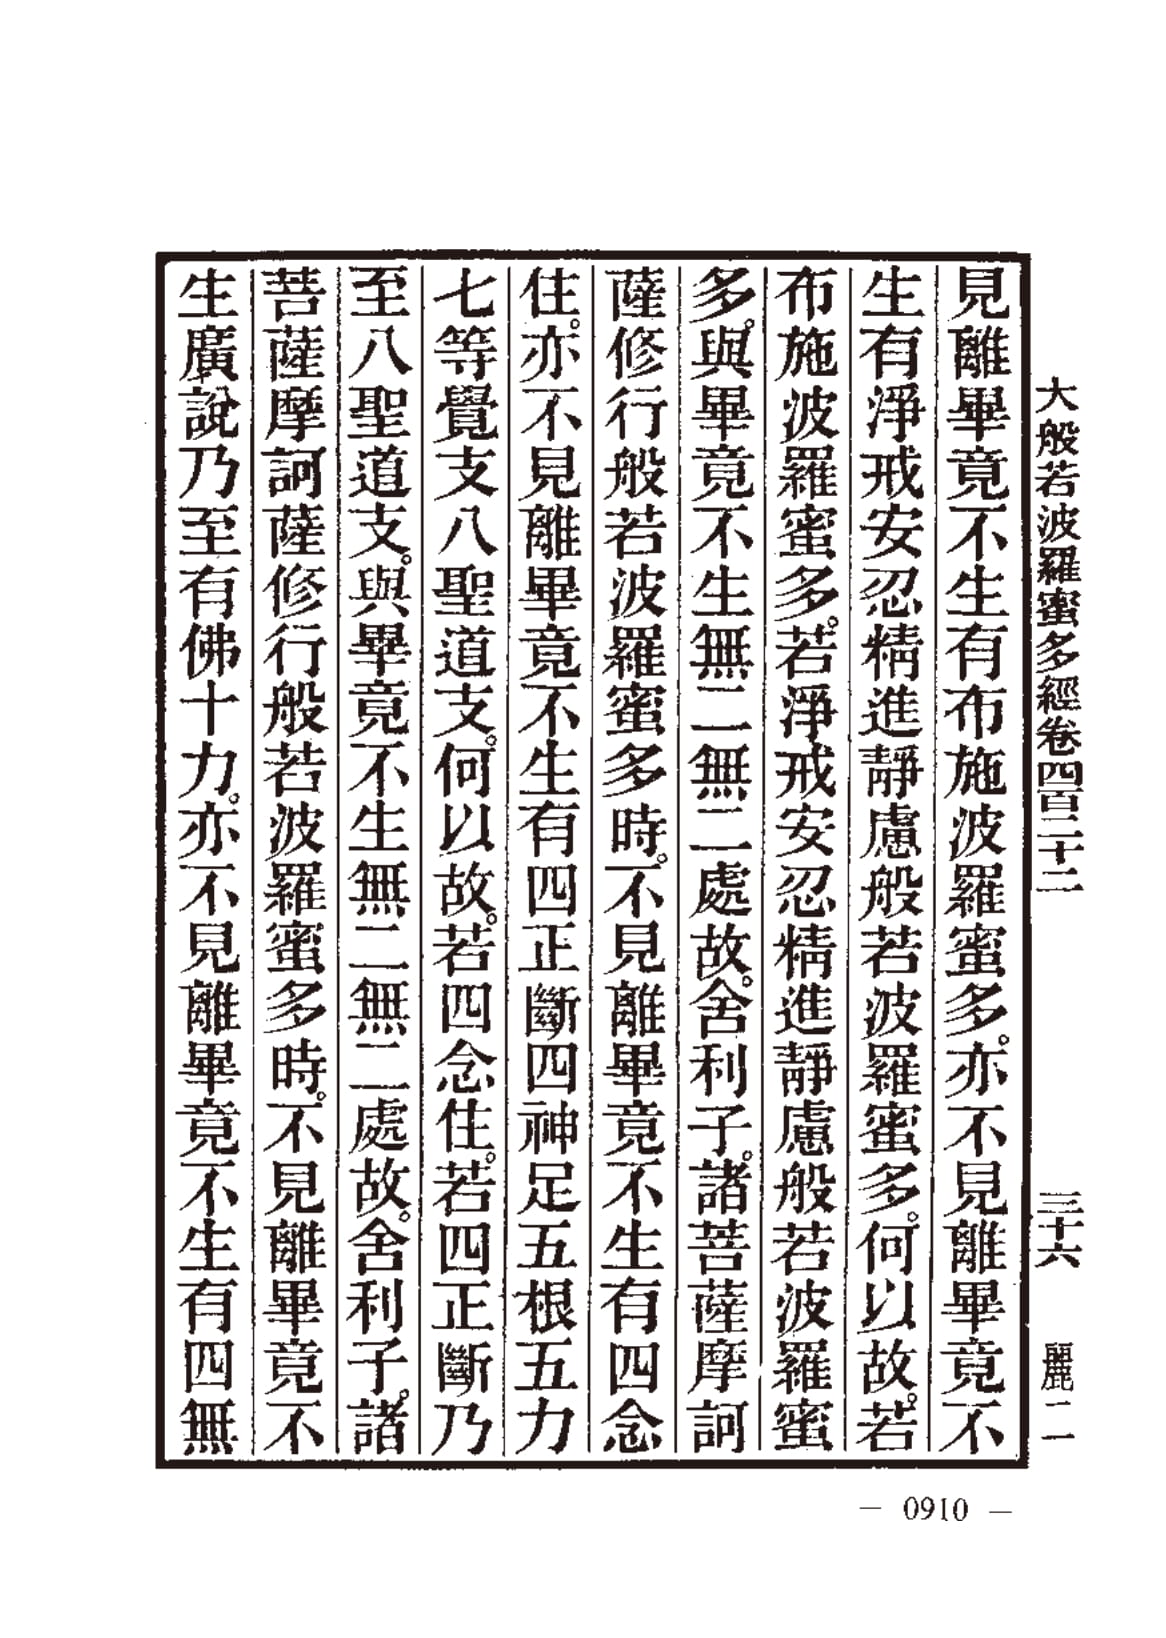 大般若波羅蜜多經卷四百二十二 三十六 麗二
見離畢竟不生有布施波羅蜜多。亦不見離畢竟不
生有淨戒安忍精進靜慮般若波羅蜜多。何以故。若
布施波羅蜜多。若淨戒安忍精進靜慮般若波羅蜜
多。與畢竟不生無二無二處故。舍利子。諸菩薩摩訶
薩修行般若波羅蜜多時。不見離畢竟不生有四念
住。亦不見離畢竟不生有四正斷四神足五根五力
七等覺支八聖道支。何以故。若四念住。若四正斷乃
至八聖道支。與畢竟不生無二無二處故。舍利子。諸
菩薩摩訶薩修行般若波羅蜜多時。不見離畢竟不
生廣說乃至有佛十力。亦不見離畢竟不生有四無
— 0910 —